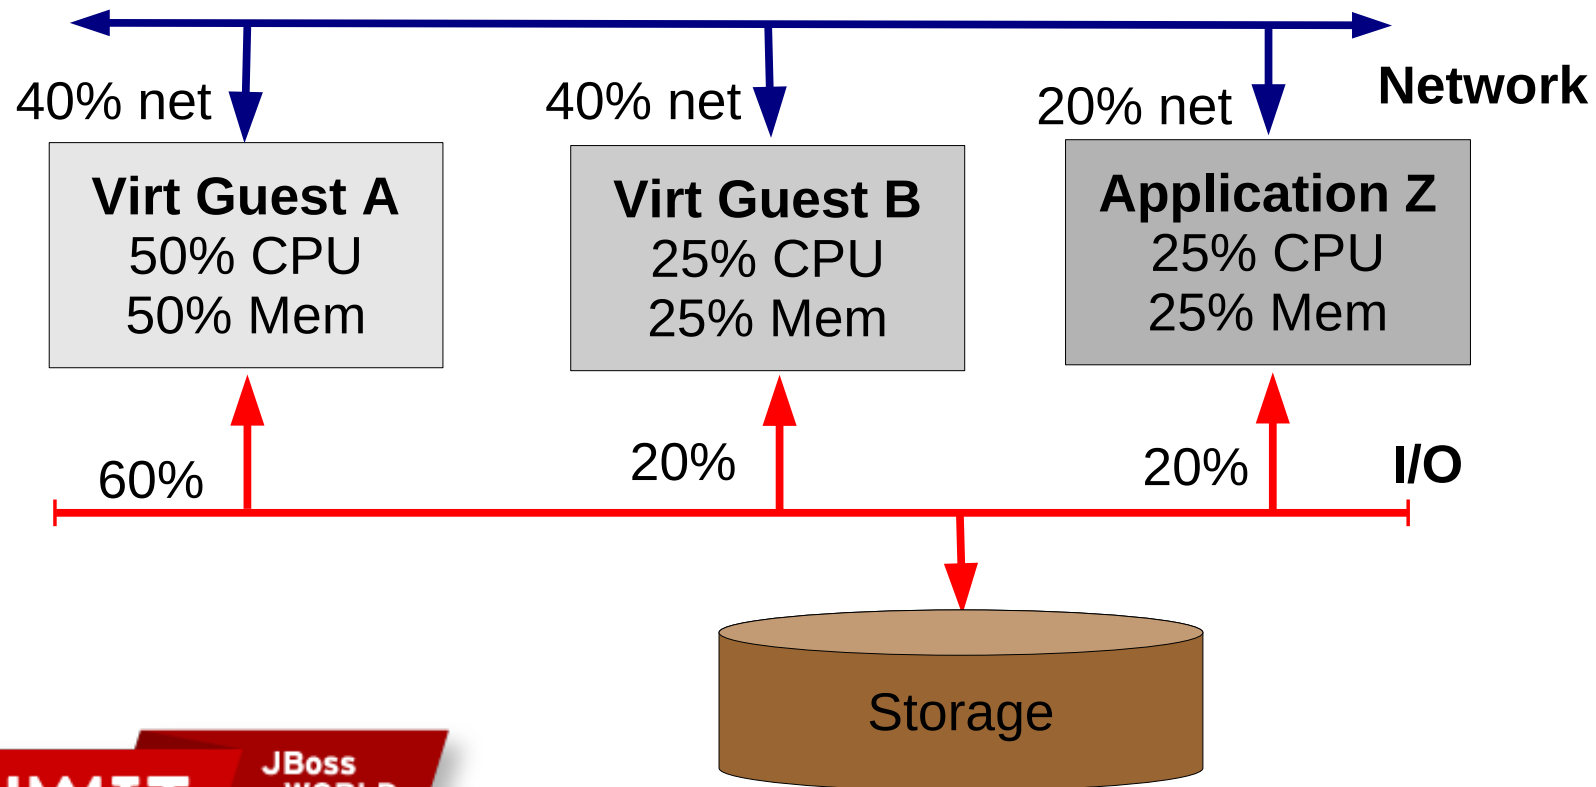 40% net
40% net
20% net
Network
Virt Guest A
50% CPU
50% Mem
Virt Guest B
25% CPU
25% Mem
Application Z
25% CPU
25% Mem
60%
20%
20%
I/O
Storage
JBoss